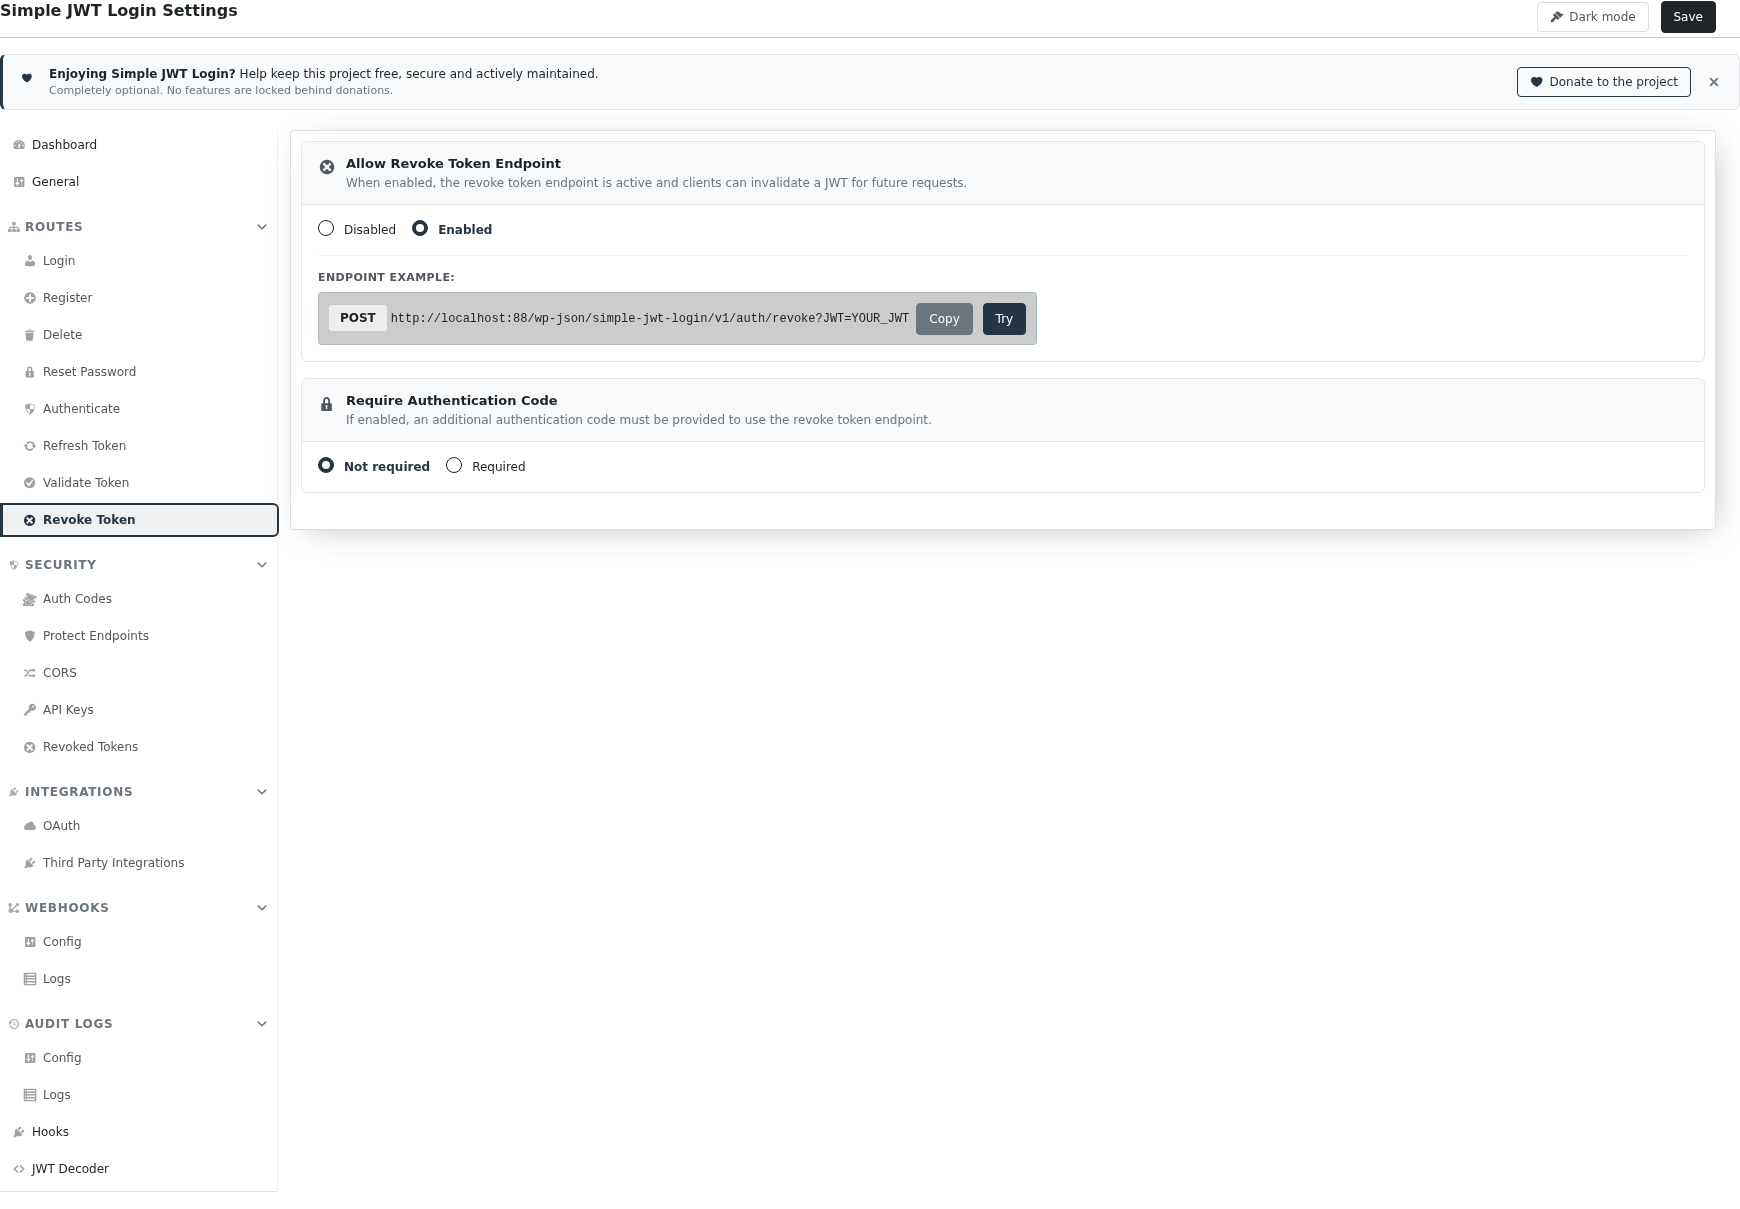 Simple JWT Login Settings
Dark mode
Save
Enjoying Simple JWT Login? Help keep this project free, secure and actively maintained.
Completely optional. No features are locked behind donations.
Donate to the project
Dashboard
General
ROUTES
Login
Register
Delete
Reset Password
Authenticate
Refresh Token
Validate Token
Revoke Token
SECURITY
Auth Codes
Protect Endpoints
CORS
API Keys
Revoked Tokens
INTEGRATIONS
OAuth
Third Party Integrations
WEBHOOKS
Config
Logs
AUDIT LOGS
Config
Logs
Hooks
JWT Decoder
Allow Revoke Token Endpoint
When enabled, the revoke token endpoint is active and clients can invalidate a JWT for future requests.
Disabled Enabled
ENDPOINT EXAMPLE:
POST http://localhost:88/wp-json/simple-jwt-login/v1/auth/revoke?JWT=YOUR_JWT Copy Try
Require Authentication Code
If enabled, an additional authentication code must be provided to use the revoke token endpoint.
Not required Required